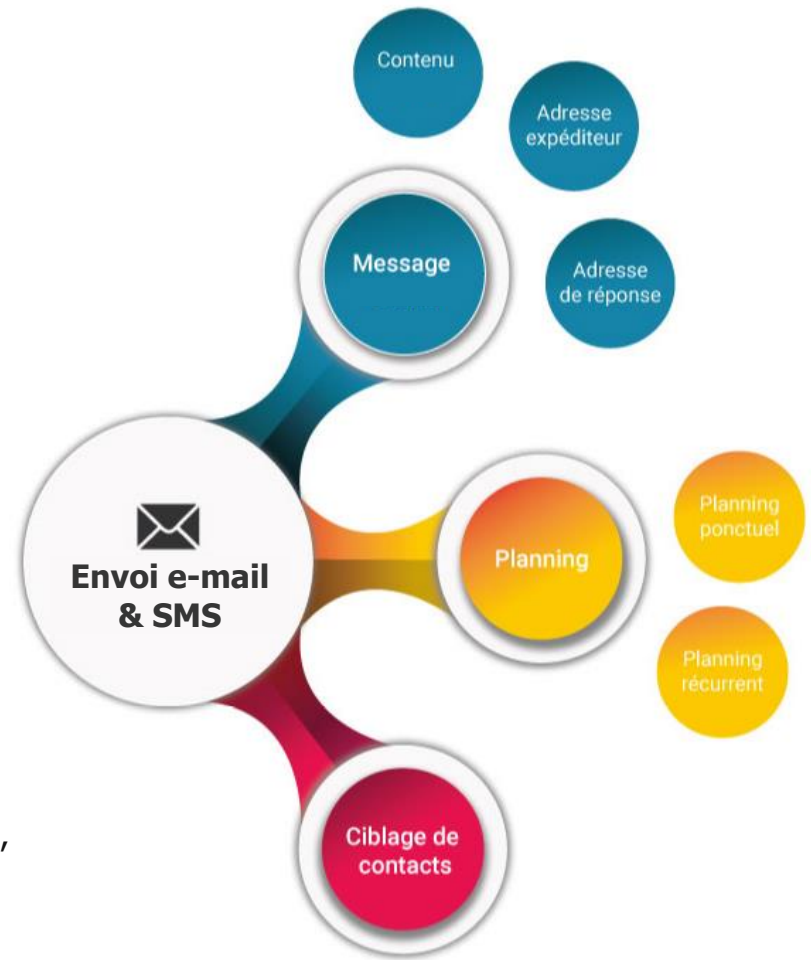 Contenu
Adresse
expéditeur
Message
Adresse
de réponse
Planning
ponctuel
Envoi e-mail
& SMS
Planning
Planning
récurrent
Ciblage de
contacts
,